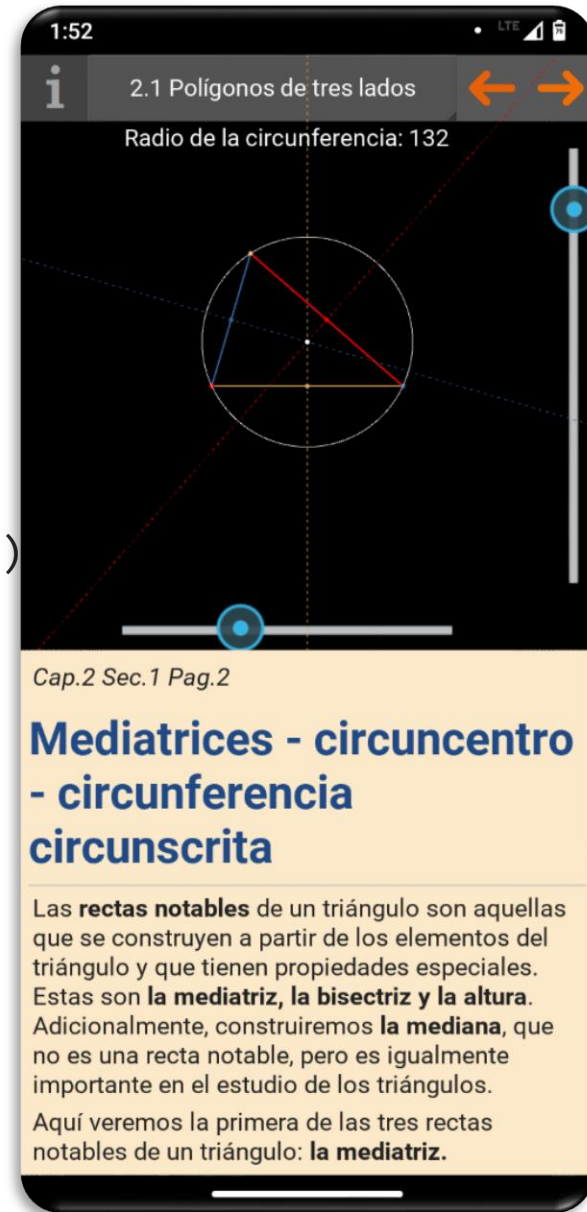 1:52
LTE
79
i
2.1 Polígonos de tres lados
Radio de la circunferencia: 132
)
Cap.2 Sec.1 Pag.2
Mediatrices - circuncentro
- circunferencia
circunscrita
Las rectas notables de un triángulo son aquellas
que se construyen a partir de los elementos del
triángulo y que tienen propiedades especiales.
Estas son la mediatriz, la bisectriz y la altura.
Adicionalmente, construiremos la mediana, que
no es una recta notable, pero es igualmente
importante en el estudio de los triángulos.
Aquí veremos la primera de las tres rectas
notables de un triángulo: la mediatriz.